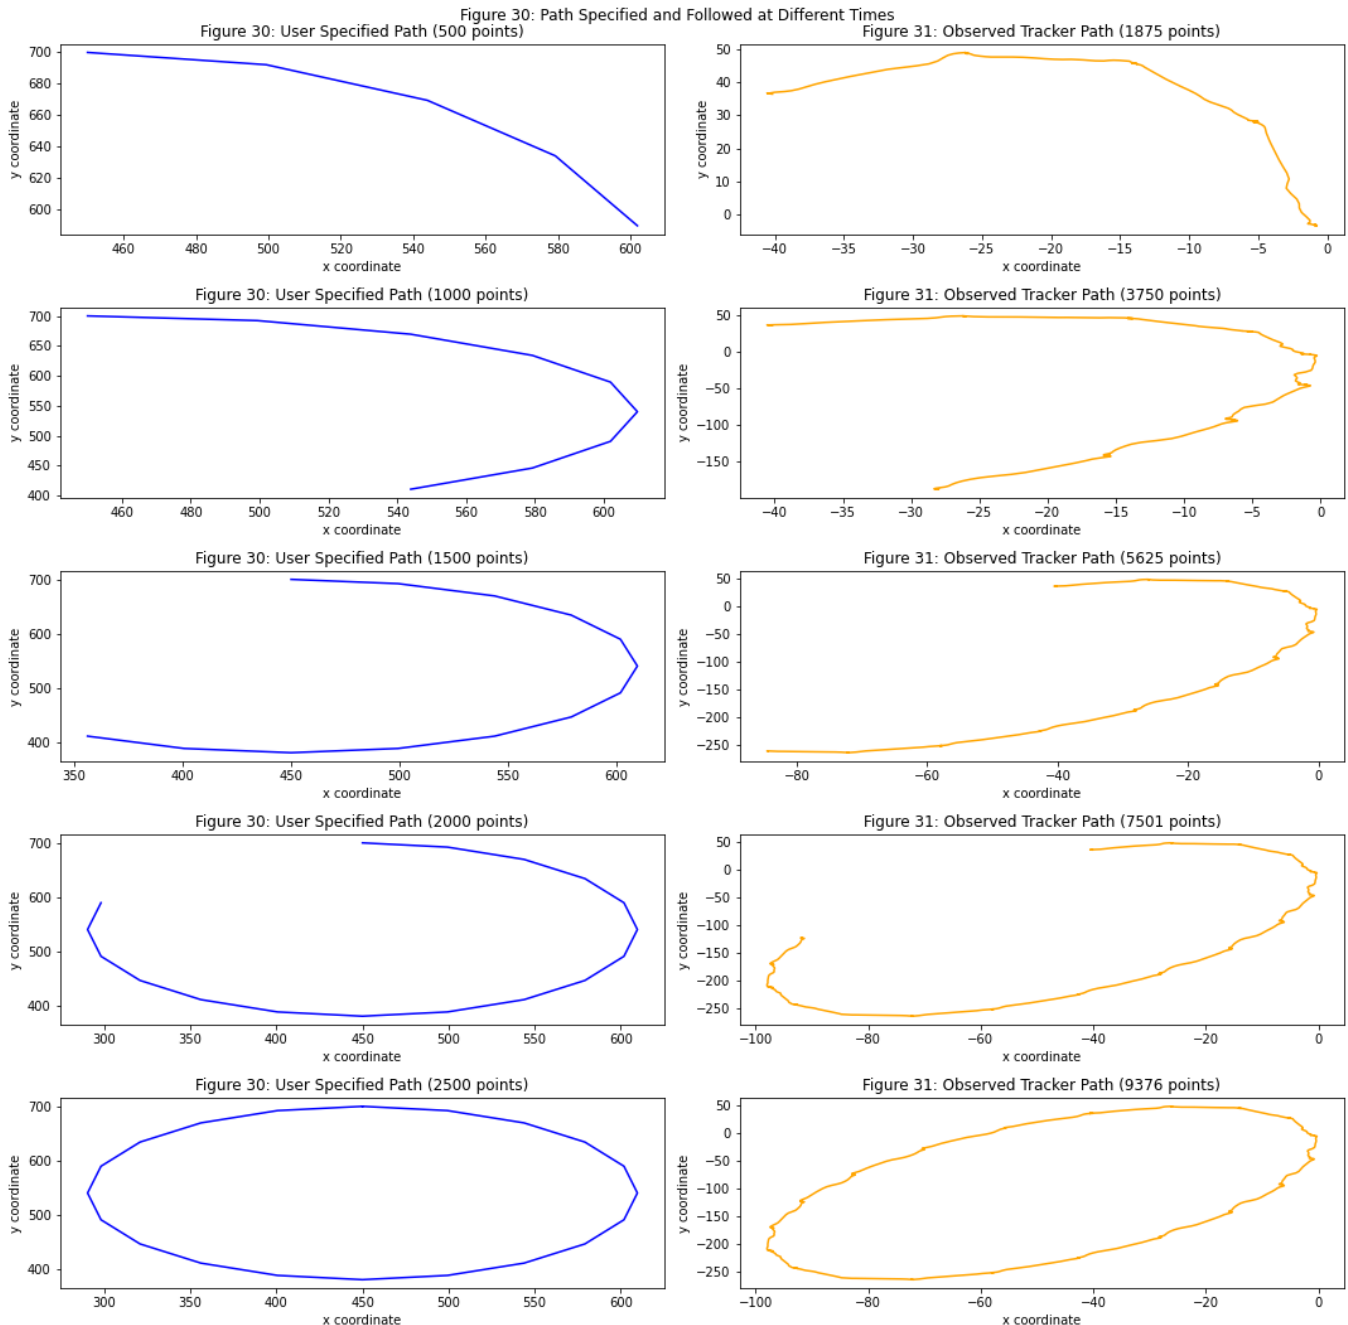 Figure 30: Path Specified and Followed at Different Times
Figure 30: User Specified Path (500 points)
700
680
660
640
620
600
y coordinate
460 480 500 520 540 560 580 600
x coordinate
Figure 31: Observed Tracker Path (1875 points)
50
40
30
20
10
0
y coordinate
−40 −35 −30 −25 −20 −15 −10 −5 0
x coordinate
Figure 30: User Specified Path (1000 points)
700
650
600
550
500
450
400
y coordinate
460 480 500 520 540 560 580 600
x coordinate
Figure 31: Observed Tracker Path (3750 points)
50
0
−50
−100
−150
y coordinate
−40 −35 −30 −25 −20 −15 −10 −5 0
x coordinate
Figure 30: User Specified Path (1500 points)
700
600
500
400
y coordinate
350 400 450 500 550 600
x coordinate
Figure 31: Observed Tracker Path (5625 points)
50
0
−50
−100
−150
−200
−250
y coordinate
−80 −60 −40 −20 0
x coordinate
Figure 30: User Specified Path (2000 points)
700
600
500
400
y coordinate
300 350 400 450 500 550 600
x coordinate
Figure 31: Observed Tracker Path (7501 points)
50
0
−50
−100
−150
−200
−250
y coordinate
−100 −80 −60 −40 −20 0
x coordinate
Figure 30: User Specified Path (2500 points)
700
600
500
400
y coordinate
300 350 400 450 500 550 600
x coordinate
Figure 31: Observed Tracker Path (9376 points)
50
0
−50
−100
−150
−200
−250
y coordinate
−100 −80 −60 −40 −20 0
x coordinate